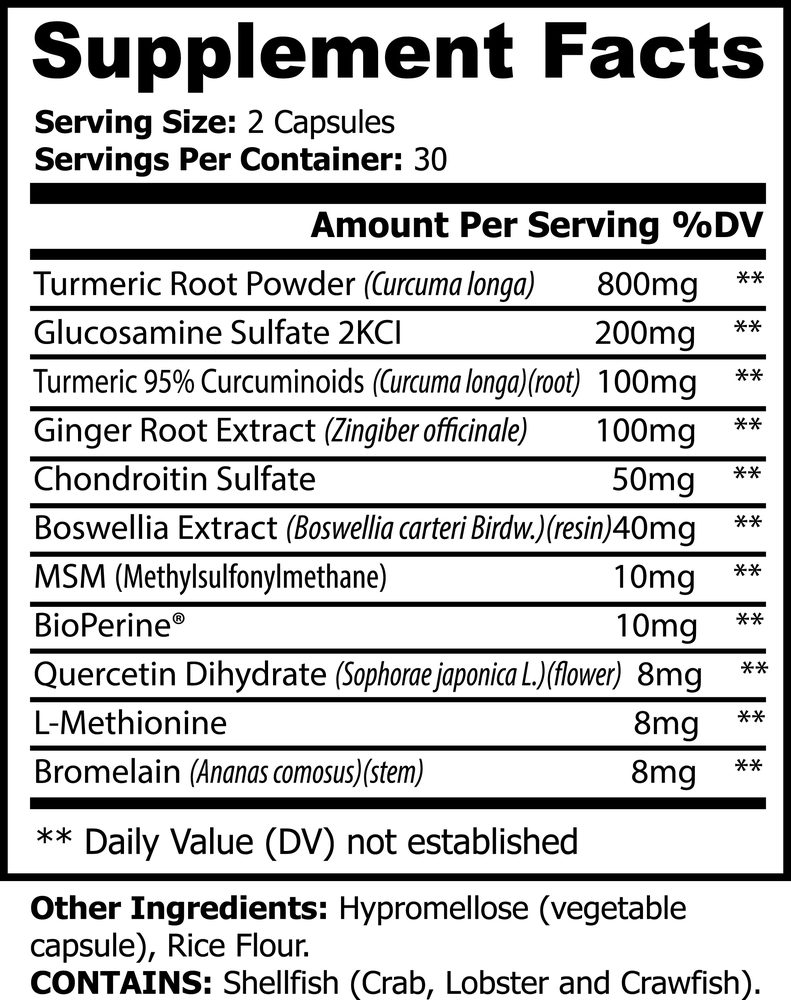 Supplement Facts
Serving Size: 2 Capsules
Servings Per Container: 30
Amount Per Serving %DV
Turmeric Root Powder (Curcuma longa) 800mg **
Glucosamine Sulfate 2KCI 200mg **
Turmeric 95% Curcuminoids (Curcuma longa)(root) 100mg **
Ginger Root Extract (Zingiber officinale) 100mg **
Chondroitin Sulfate 50mg **
Boswellia Extract (Boswellia carteri Birdw.)(resin)40mg **
MSM (Methylsulfonylmethane) 10mg **
BioPerine® 10mg **
Quercetin Dihydrate (Sophorae japonica L.)(flower) 8mg **
L-Methionine 8mg **
Bromelain (Ananas comosus)(stem) 8mg **
** Daily Value (DV) not established
Other Ingredients: Hypromellose (vegetable
capsule), Rice Flour.
CONTAINS: Shellfish (Crab, Lobster and Crawfish).